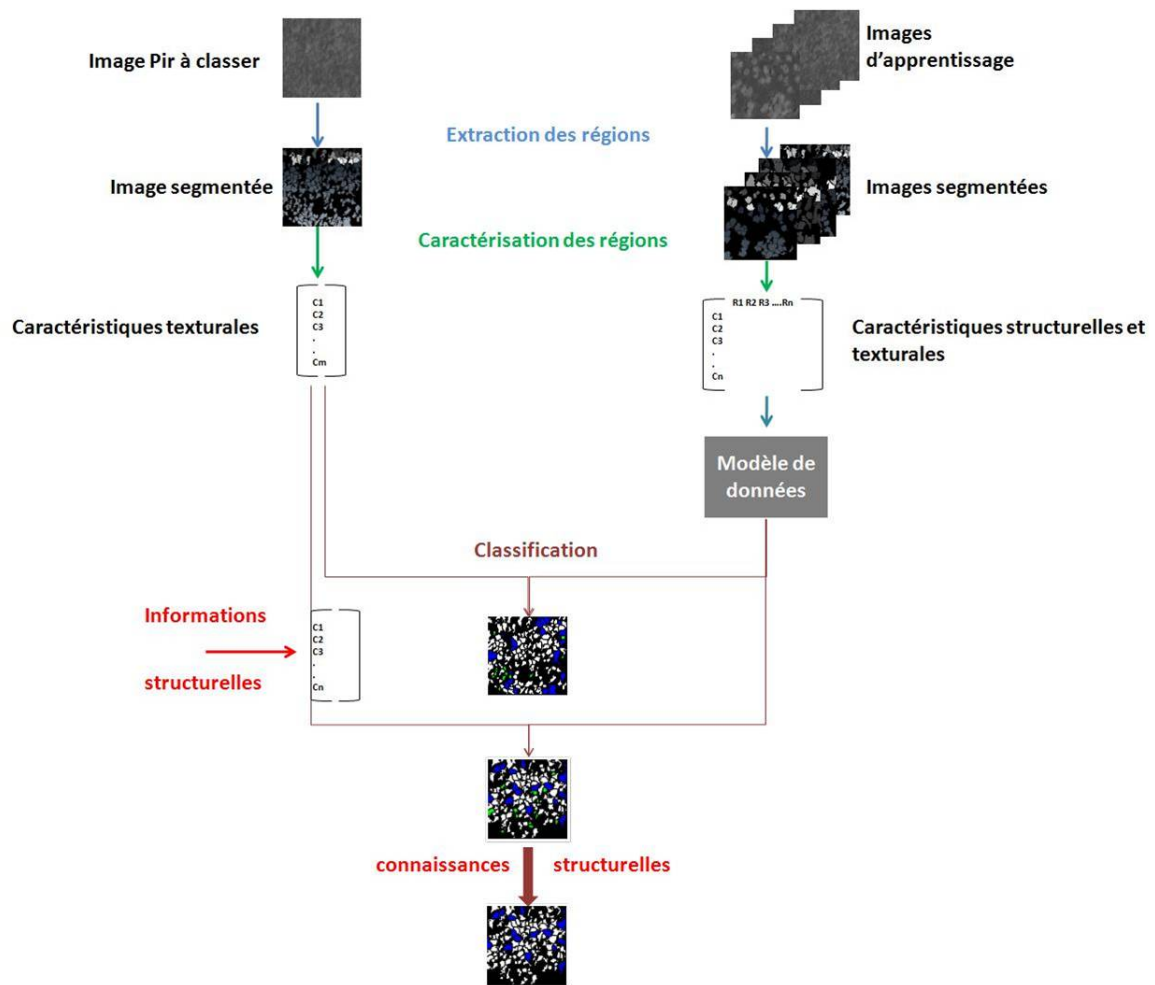 Image Pir à classer
Images
d'apprentissage
Extraction des régions
Image segmentée
Images segmentées
Caractérisation des régions
Caractéristiques texturales
C1
C2
C3
.
.
Cm
R1 R2 R3 ....Rn
C1
C2
C3
.
.
Cn
Caractéristiques structurelles et
texturales
Modèle de
données
Classification
Informations
structurelles
C1
C2
C3
.
.
Cn
connaissances structurelles